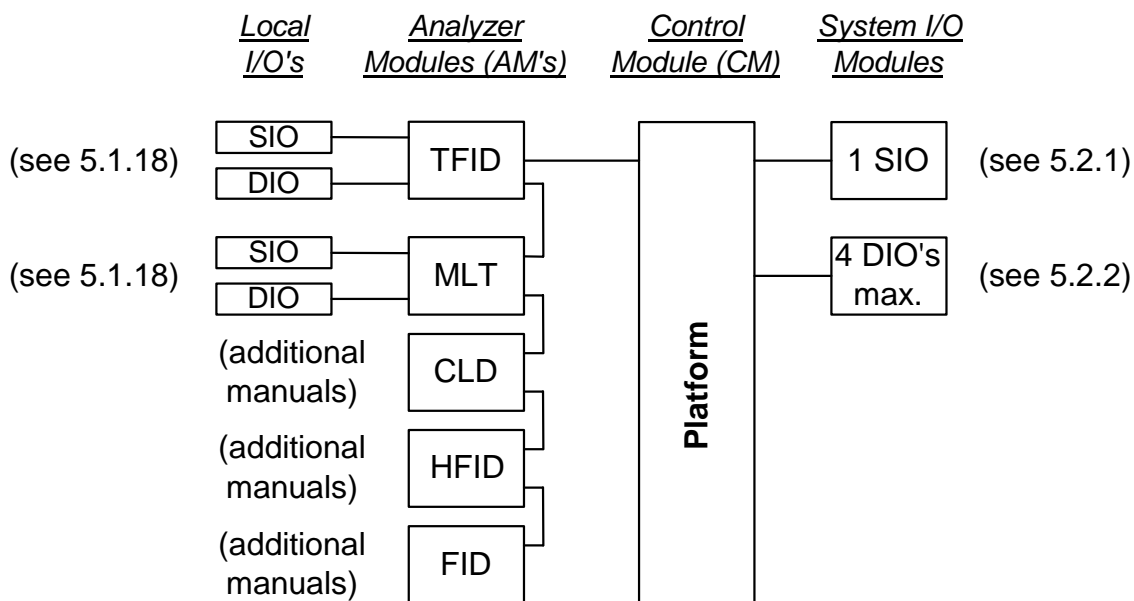 Local
I/O's
Analyzer
Modules (AM's)
Control
Module (CM)
System I/O
Modules
(see 5.1.18)
SIO
DIO
TFID
1 SIO
(see 5.2.1)
(see 5.1.18)
SIO
DIO
MLT
4 DIO's
max.
(see 5.2.2)
(additional
manuals)
CLD
Platform
(additional
manuals)
HFID
(additional
manuals)
FID